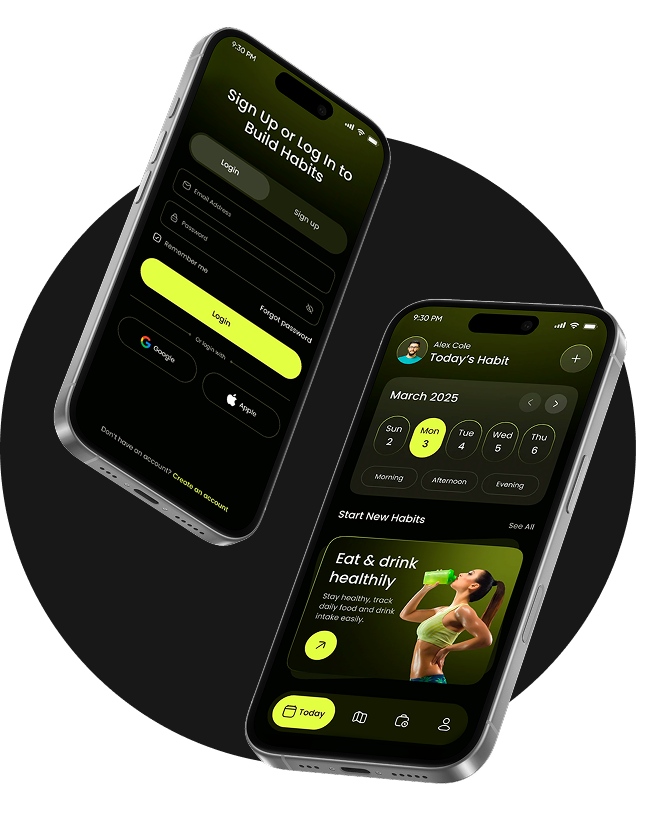 9:30 PM
Sign Up or Log In to
Build Habits
Login
Sign up
Email Address
Password
Remember me
Forgot password
Login
Or login with
Google
Apple
Don't have an account? Create an account
9:30 PM
Alex Cole
Today's Habit
March 2025
Sun Mon Tue Wed Thu
2 3 4 5 6
Morning Afternoon Evening
Start New Habits See All
Eat & drink
healthily
Stay healthy, track
daily food and drink
intake easily.
Today